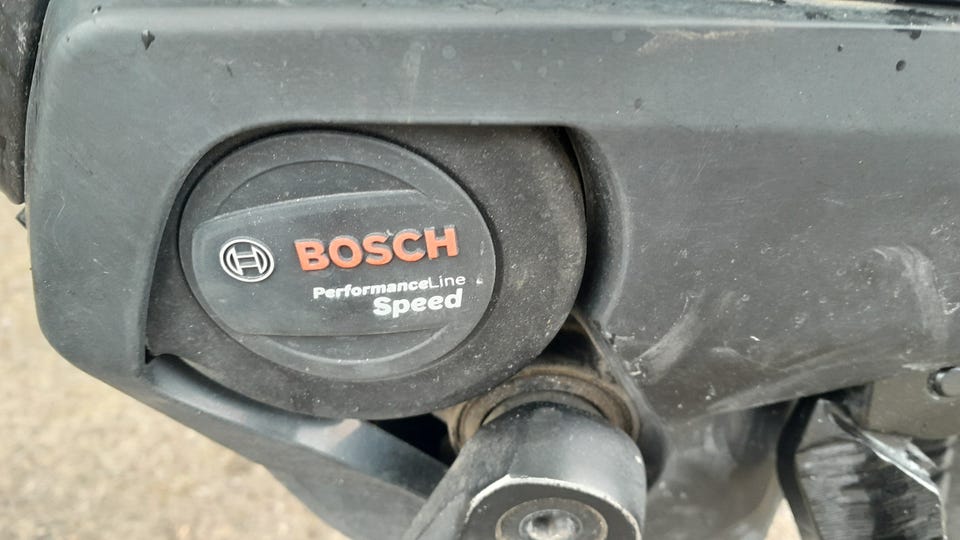 BOSCH
PerformanceLine
Speed